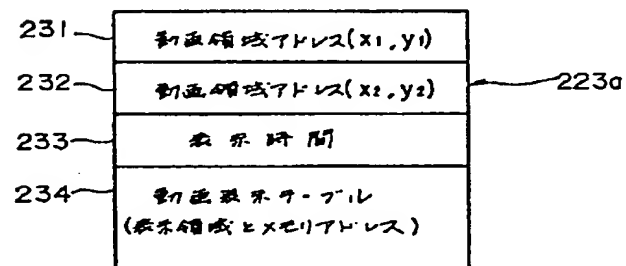 231 動画領域アドレス(x1,y1)
232 動画領域アドレス(x2,y2) 223a
233 表示時間
234 動画表示テーブル
(表示領域とメモリアドレス)